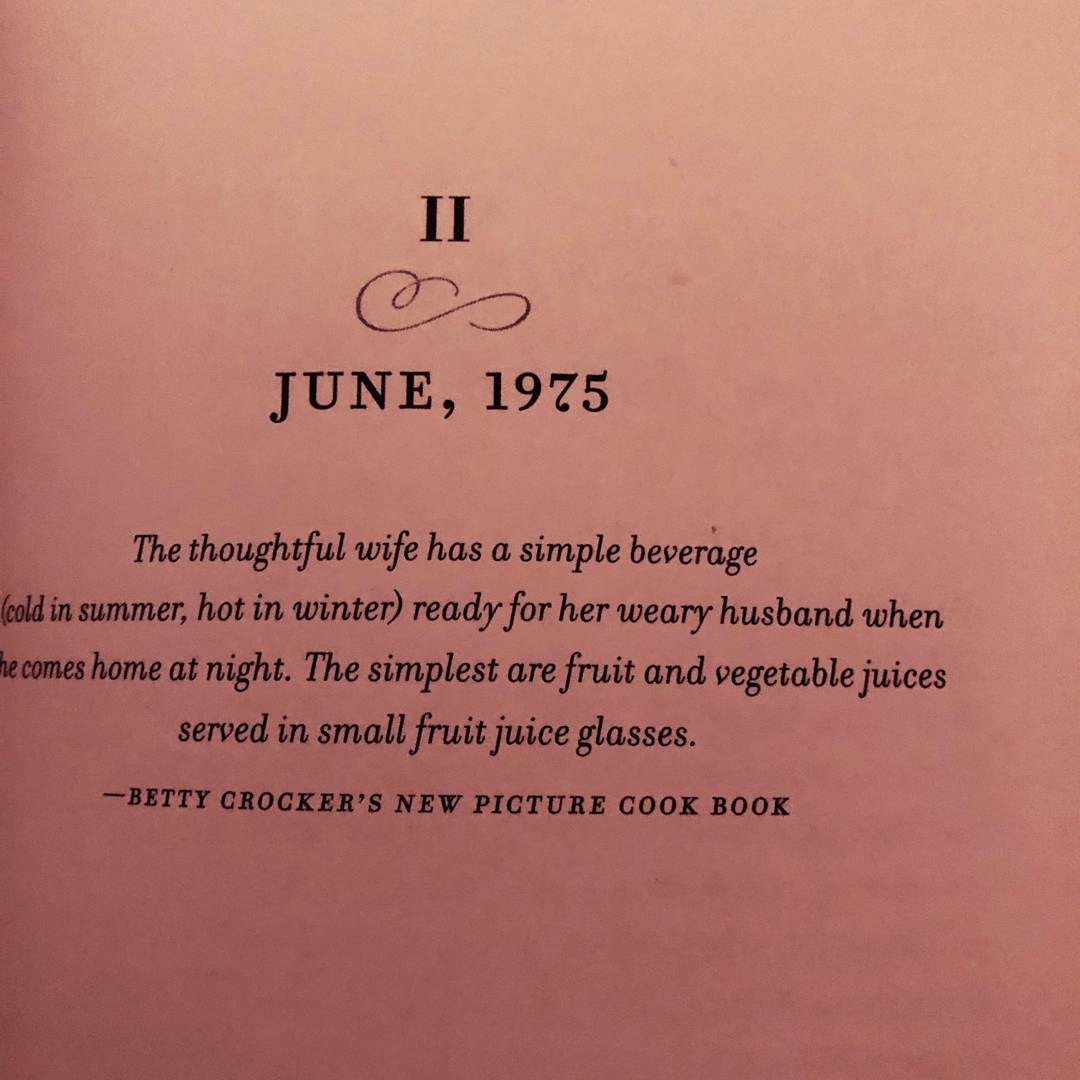 II
JUNE, 1975
The thoughtful wife has a simple beverage
(cold in summer, hot in winter) ready for her weary husband when
he comes home at night. The simplest are fruit and vegetable juices
served in small fruit juice glasses.
—BETTY CROCKER'S NEW PICTURE COOK BOOK